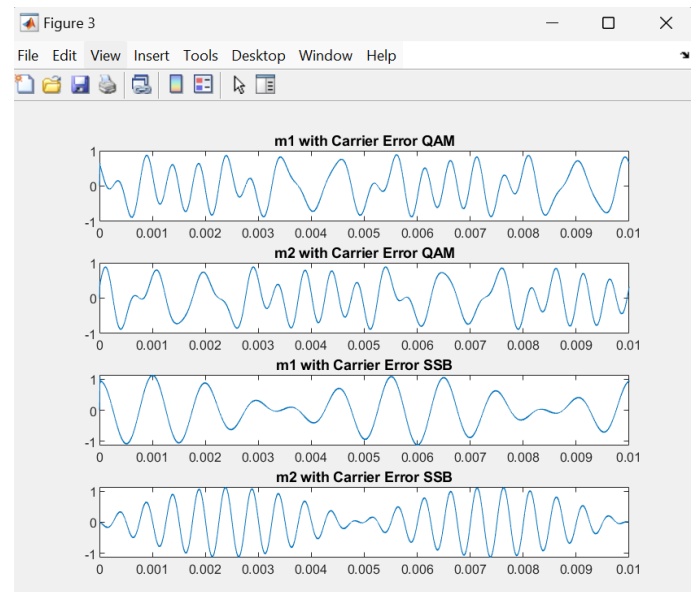 Figure 3
File Edit View Insert Tools Desktop Window Help
m1 with Carrier Error QAM
1
0
-1
0 0.001 0.002 0.003 0.004 0.005 0.006 0.007 0.008 0.009 0.01
m2 with Carrier Error QAM
1
0
-1
0 0.001 0.002 0.003 0.004 0.005 0.006 0.007 0.008 0.009 0.01
m1 with Carrier Error SSB
1
0
-1
0 0.001 0.002 0.003 0.004 0.005 0.006 0.007 0.008 0.009 0.01
m2 with Carrier Error SSB
1
0
-1
0 0.001 0.002 0.003 0.004 0.005 0.006 0.007 0.008 0.009 0.01